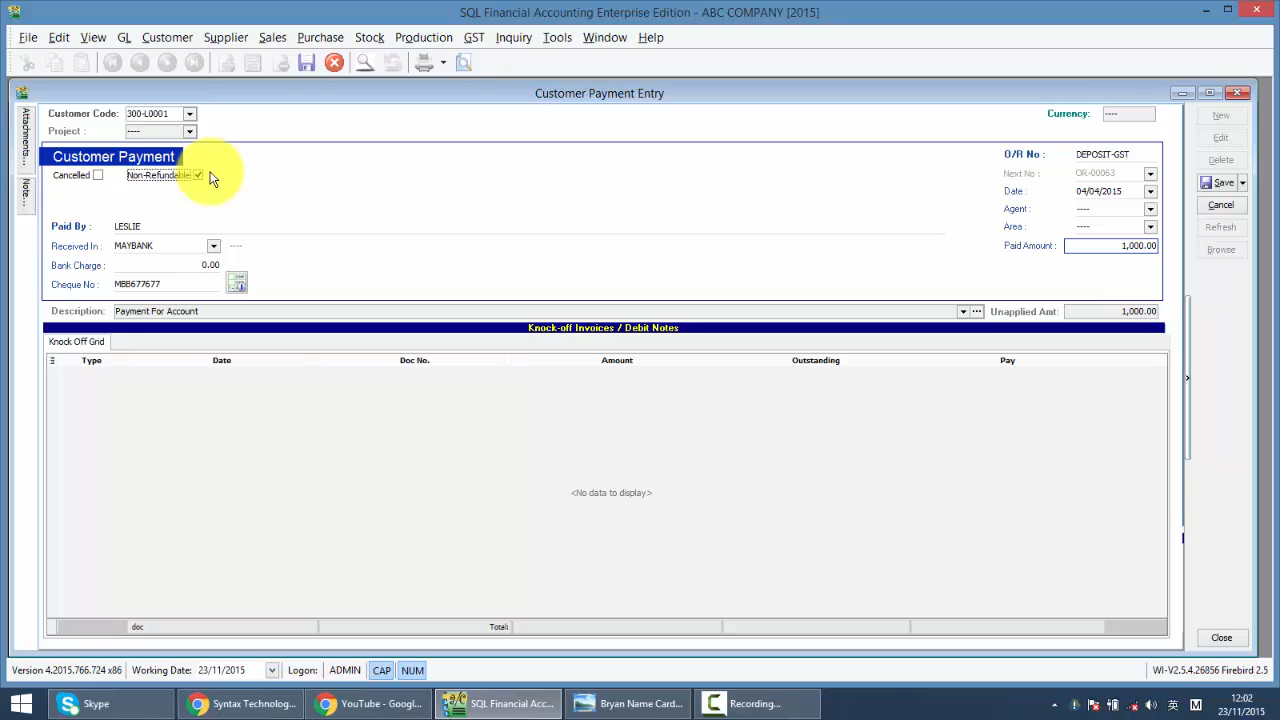 SQL Financial Accounting Enterprise Edition - ABC COMPANY [2015]
File Edit View GL Customer Supplier Sales Purchase Stock Production GST Inquiry Tools Window Help
Customer Payment Entry
Customer Code: 300-L0001 Currency: ----
Project : ----
Customer Payment
Cancelled Non-Refundable
O/R No : DEPOSIT-GST
Next No : OR-00063
Date : 04/04/2015
Agent : ----
Area : ----
Paid Amount : 1,000.00
Paid By : LESLIE
Received In : MAYBANK ----
Bank Charge : 0.00
Cheque No : MBB677677
Description: Payment For Account Unapplied Amt: 1,000.00
Knock-off Invoices / Debit Notes
Knock Off Grid
Type Date Doc No. Amount Outstanding Pay
<No data to display>
doc Total:
Attachments...
Note...
New
Edit
Delete
Save
Cancel
Refresh
Browse
Close
Version 4.2015.766.724 x86 Working Date: 23/11/2015 Logon: ADMIN CAP NUM WI-V2.5.4.26856 Firebird 2.5
Skype Syntax Technolog... YouTube - Googl... SQL Financial Acc... Bryan Name Card... Recording... M 12:02
23/11/2015